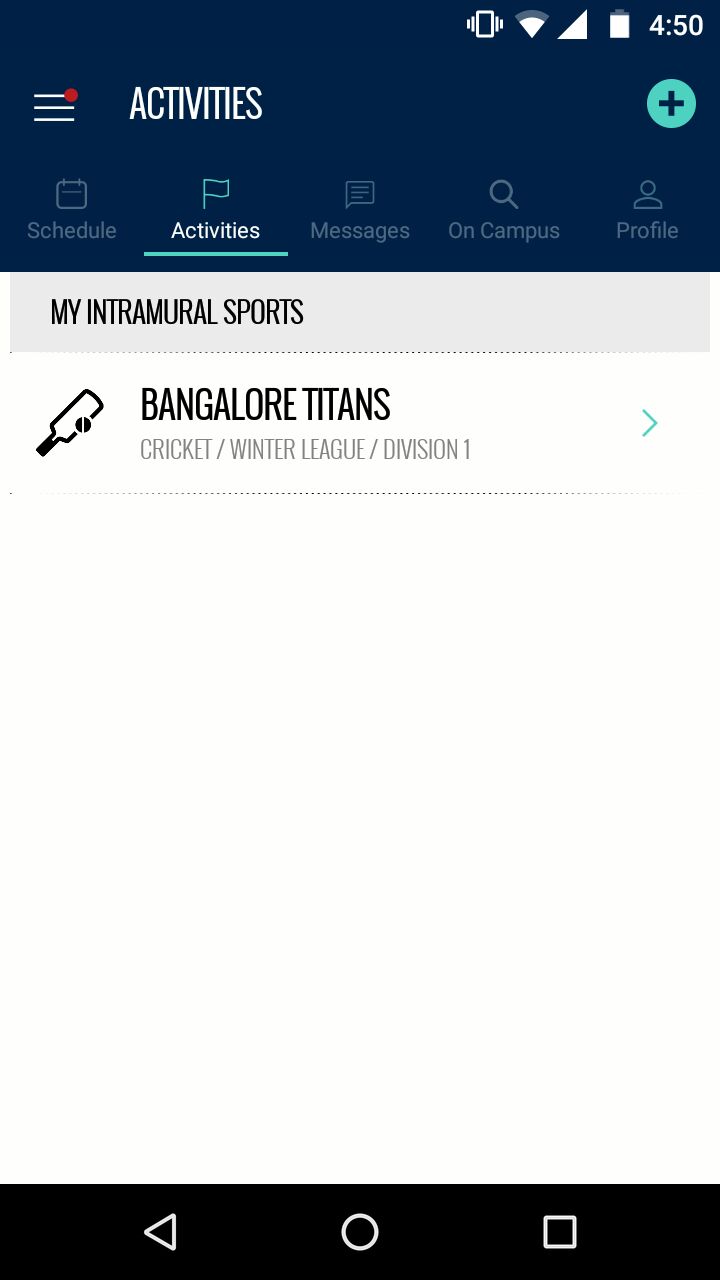 4:50
ACTIVITIES
Schedule
Activities
Messages
On Campus
Profile
MY INTRAMURAL SPORTS
BANGALORE TITANS
CRICKET / WINTER LEAGUE / DIVISION 1